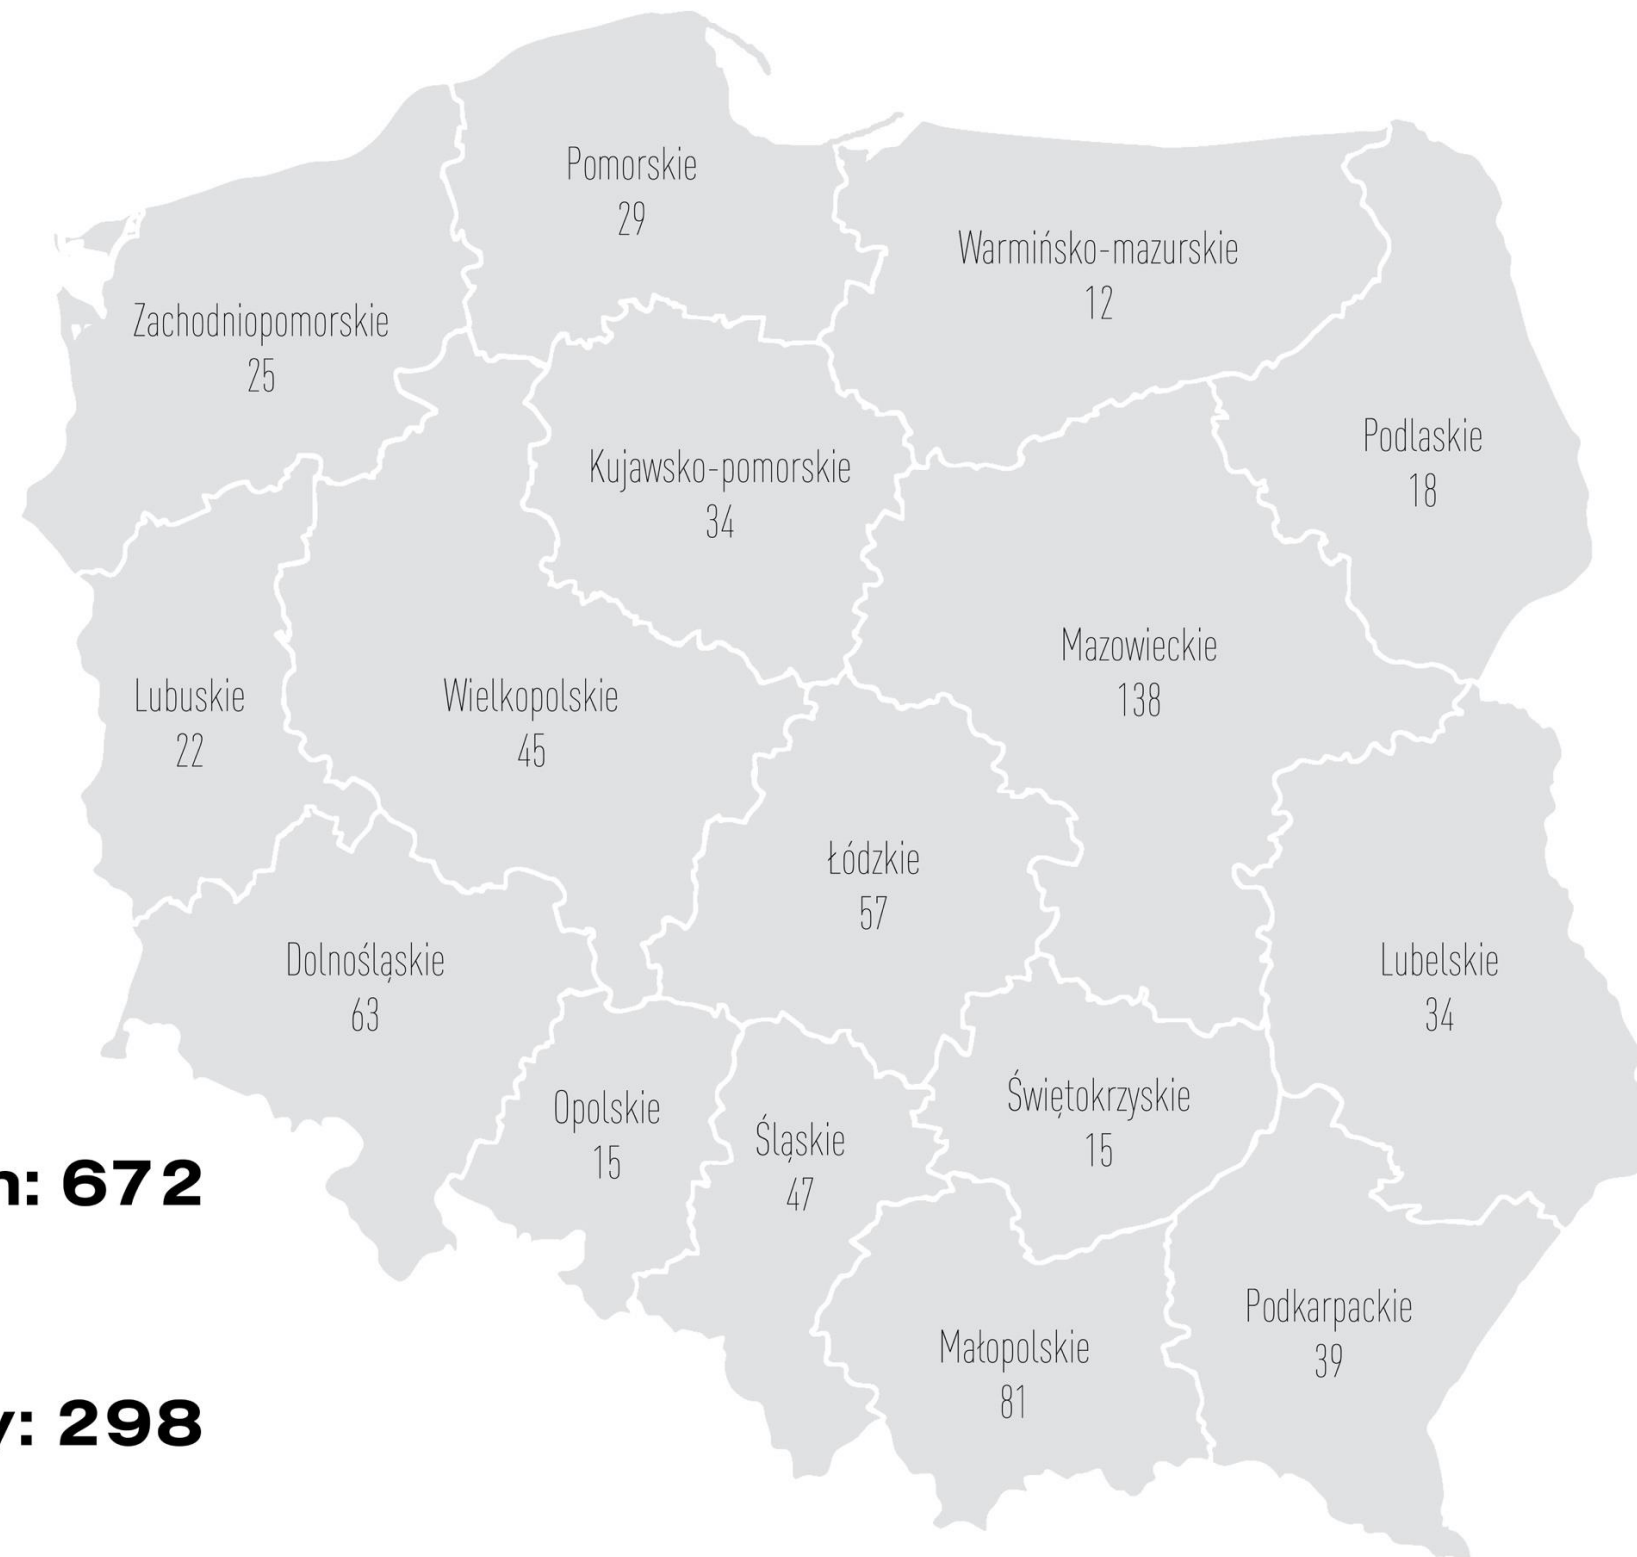 Pomorskie
29
Warmińsko-mazurskie
12
Zachodniopomorskie
25
Podlaskie
18
Kujawsko-pomorskie
34
Mazowieckie
138
Lubuskie
22
Wielkopolskie
45
Łódzkie
57
Dolnośląskie
63
Lubelskie
34
Opolskie
15
Śląskie
47
Świętokrzyskie
15
672
Podkarpackie
39
Małopolskie
81
298